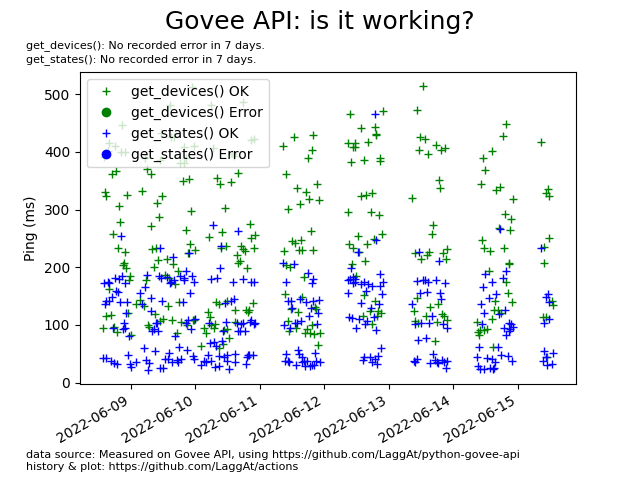 Govee API: is it working?
get_devices(): No recorded error in 7 days.
get_states(): No recorded error in 7 days.
get_devices() OK
get_devices() Error
get_states() OK
get_states() Error
Ping (ms)
500
400
300
200
100
0
2022-06-09
2022-06-10
2022-06-11
2022-06-12
2022-06-13
2022-06-14
2022-06-15
data source: Measured on Govee API, using https://github.com/LaggAt/python-govee-api
history & plot: https://github.com/LaggAt/actions